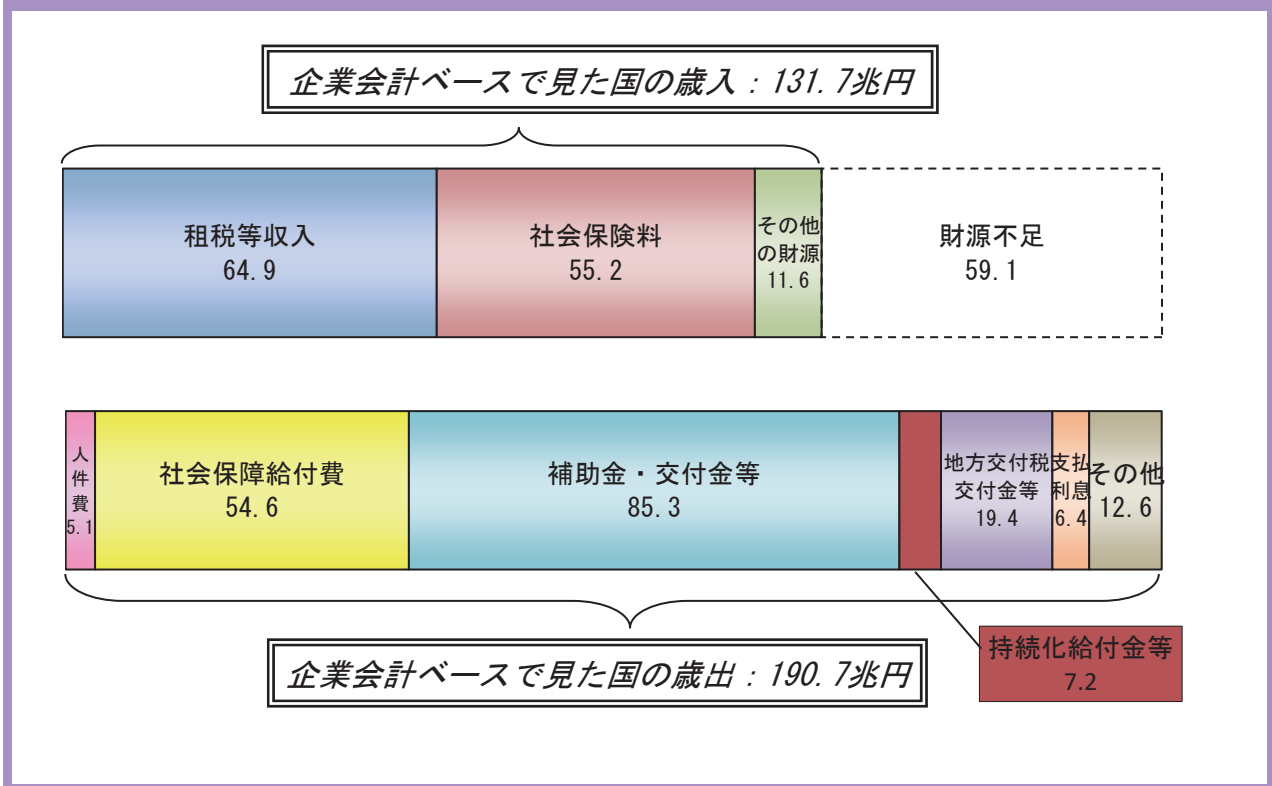 企業会計ベースで見た国の歳入：131.7兆円
租税等収入
64.9
社会保険料
55.2
その他
の財源
11.6
財源不足
59.1
人
件
費
5.1
社会保障給付費
54.6
補助金・交付金等
85.3
地方交付税
交付金等
19.4
支払
利息
6.4
その他
12.6
持続化給付金等
7.2
企業会計ベースで見た国の歳出：190.7兆円